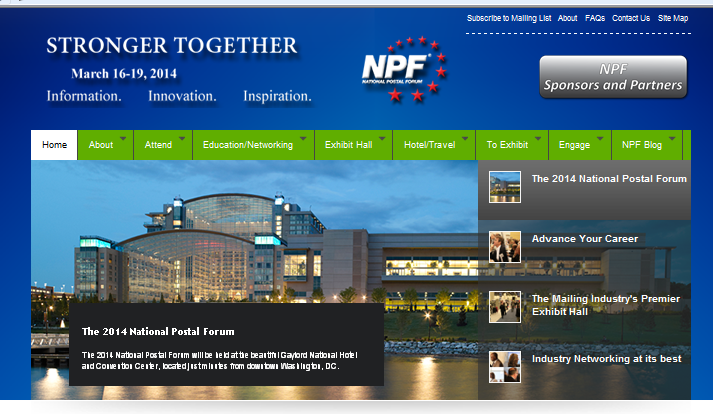 Subscribe to Mailing List About FAQs Contact Us Site Map
STRONGER TOGETHER
March 16-19, 2014
Information. Innovation. Inspiration.
NPF
NATIONAL POSTAL FORUM
NPF
Sponsors and Partners
Home About Attend Education/Networking Exhibit Hall Hotel/Travel To Exhibit Engage NPF Blog
The 2014 National Postal Forum
Advance Your Career
The Mailing Industry's Premier
Exhibit Hall
Industry Networking at its best
The 2014 National Postal Forum
The 2014 National Postal Forum will be held at the beautiful Gaylord National Hotel
and Convention Center, located just minutes from downtown Washington, DC.